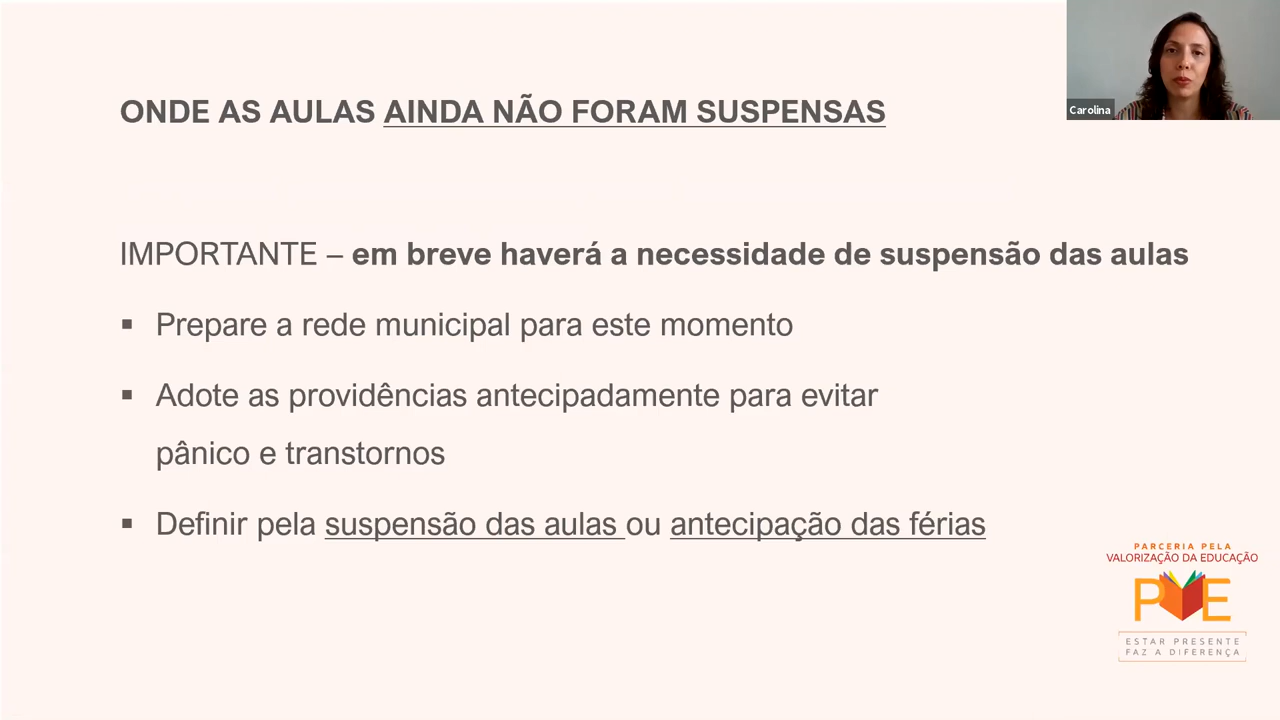 ONDE AS AULAS AINDA NÃO FORAM SUSPENSAS
Carolina
IMPORTANTE – em breve haverá a necessidade de suspensão das aulas
▪ Prepare a rede municipal para este momento
▪ Adote as providências antecipadamente para evitar
pânico e transtornos
▪ Definir pela suspensão das aulas ou antecipação das férias
PARCERIA PELA
VALORIZAÇÃO DA EDUCAÇÃO
PVE
ESTAR PRESENTE
FAZ A DIFERENÇA